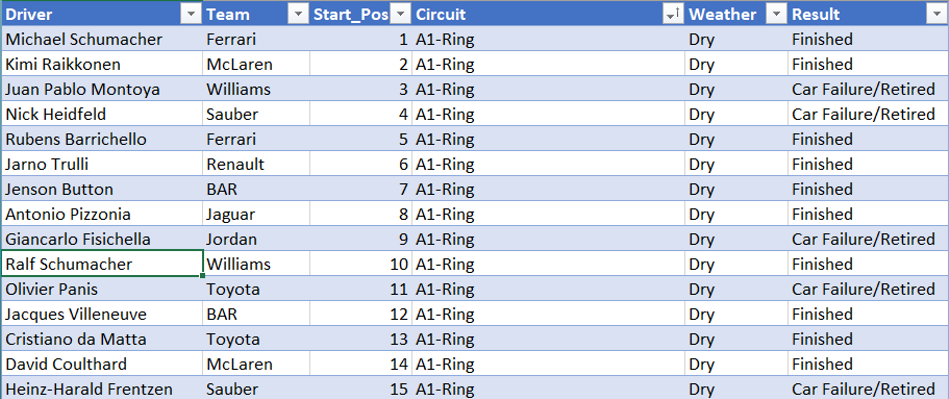 Driver Team Start_Pos Circuit Weather Result
Michael Schumacher Ferrari 1 A1-Ring Dry Finished
Kimi Raikkonen McLaren 2 A1-Ring Dry Finished
Juan Pablo Montoya Williams 3 A1-Ring Dry Car Failure/Retired
Nick Heidfeld Sauber 4 A1-Ring Dry Car Failure/Retired
Rubens Barrichello Ferrari 5 A1-Ring Dry Finished
Jarno Trulli Renault 6 A1-Ring Dry Finished
Jenson Button BAR 7 A1-Ring Dry Finished
Antonio Pizzonia Jaguar 8 A1-Ring Dry Finished
Giancarlo Fisichella Jordan 9 A1-Ring Dry Car Failure/Retired
Ralf Schumacher Williams 10 A1-Ring Dry Finished
Olivier Panis Toyota 11 A1-Ring Dry Car Failure/Retired
Jacques Villeneuve BAR 12 A1-Ring Dry Finished
Cristiano da Matta Toyota 13 A1-Ring Dry Finished
David Coulthard McLaren 14 A1-Ring Dry Finished
Heinz-Harald Frentzen Sauber 15 A1-Ring Dry Car Failure/Retired